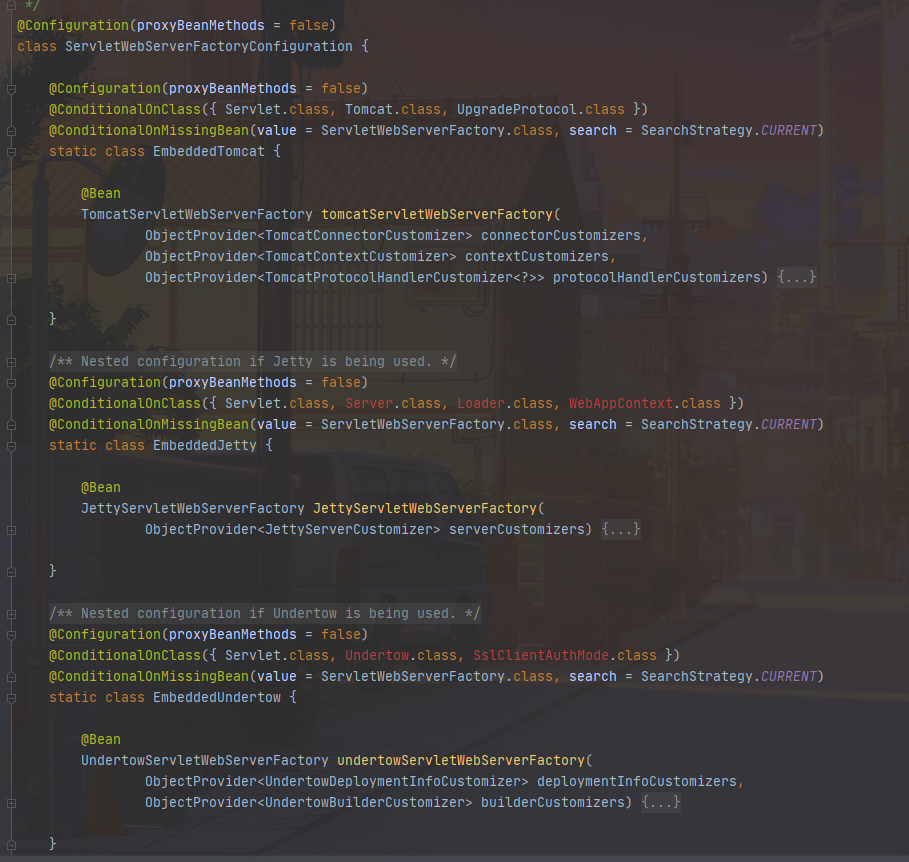 */
@Configuration(proxyBeanMethods = false)
class ServletWebServerFactoryConfiguration {
@Configuration(proxyBeanMethods = false)
@ConditionalOnClass({ Servlet.class, Tomcat.class, UpgradeProtocol.class })
@ConditionalOnMissingBean(value = ServletWebServerFactory.class, search = SearchStrategy.CURRENT)
static class EmbeddedTomcat {
@Bean
TomcatServletWebServerFactory tomcatServletWebServerFactory(
ObjectProvider<TomcatConnectorCustomizer> connectorCustomizers,
ObjectProvider<TomcatContextCustomizer> contextCustomizers,
ObjectProvider<TomcatProtocolHandlerCustomizer<?>> protocolHandlerCustomizers) {...}
}
/** Nested configuration if Jetty is being used. */
@Configuration(proxyBeanMethods = false)
@ConditionalOnClass({ Servlet.class, Server.class, Loader.class, WebAppContext.class })
@ConditionalOnMissingBean(value = ServletWebServerFactory.class, search = SearchStrategy.CURRENT)
static class EmbeddedJetty {
@Bean
JettyServletWebServerFactory JettyServletWebServerFactory(
ObjectProvider<JettyServerCustomizer> serverCustomizers) {...}
}
/** Nested configuration if Undertow is being used. */
@Configuration(proxyBeanMethods = false)
@ConditionalOnClass({ Servlet.class, Undertow.class, SslClientAuthMode.class })
@ConditionalOnMissingBean(value = ServletWebServerFactory.class, search = SearchStrategy.CURRENT)
static class EmbeddedUndertow {
@Bean
UndertowServletWebServerFactory undertowServletWebServerFactory(
ObjectProvider<UndertowDeploymentInfoCustomizer> deploymentInfoCustomizers,
ObjectProvider<UndertowBuilderCustomizer> builderCustomizers) {...}
}